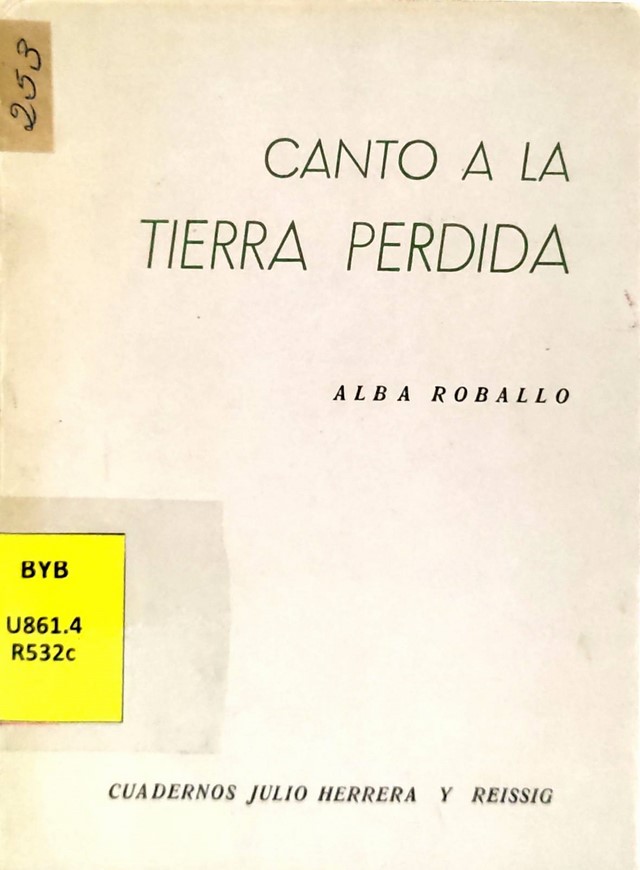 253
CANTO A LA
TIERRA PERDIDA
ALBA ROBALLO
BYB
U861.4
R532c
CUADERNOS JULIO HERRERA Y REISSIG